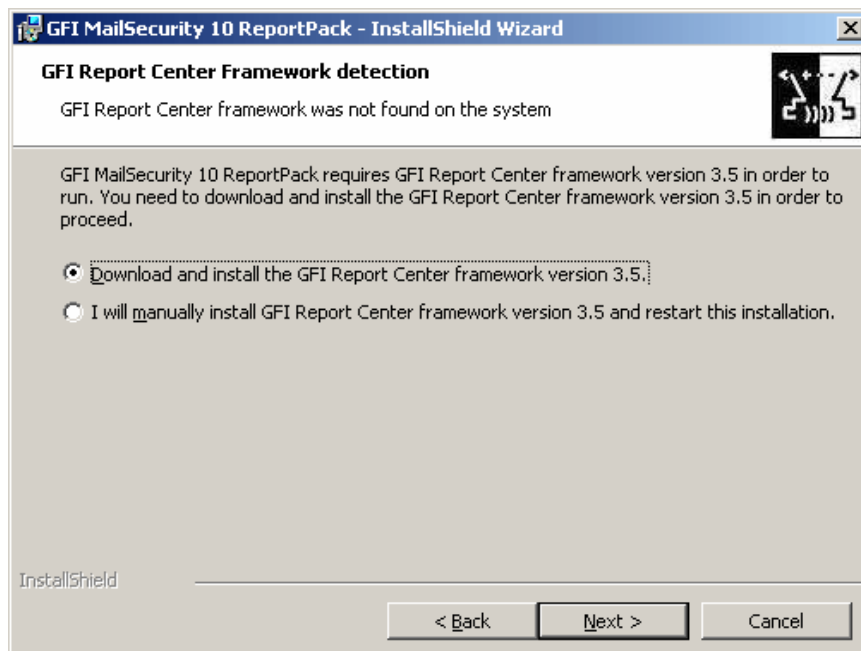 GFI MailSecurity 10 ReportPack - InstallShield Wizard
GFI Report Center Framework detection
GFI Report Center framework was not found on the system
GFI MailSecurity 10 ReportPack requires GFI Report Center framework version 3.5 in order to
run. You need to download and install the GFI Report Center framework version 3.5 in order to
proceed.
Download and install the GFI Report Center framework version 3.5.
I will manually install GFI Report Center framework version 3.5 and restart this installation.
InstallShield
< Back
Next >
Cancel